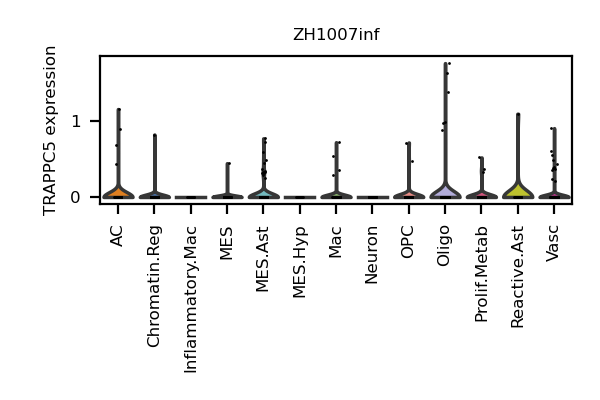 ZH1007inf
TRAPPC5 expression
1
0
AC
Chromatin.Reg
Inflammatory.Mac
MES
MES.Ast
MES.Hyp
Mac
Neuron
OPC
Oligo
Prolif.Metab
Reactive.Ast
Vasc